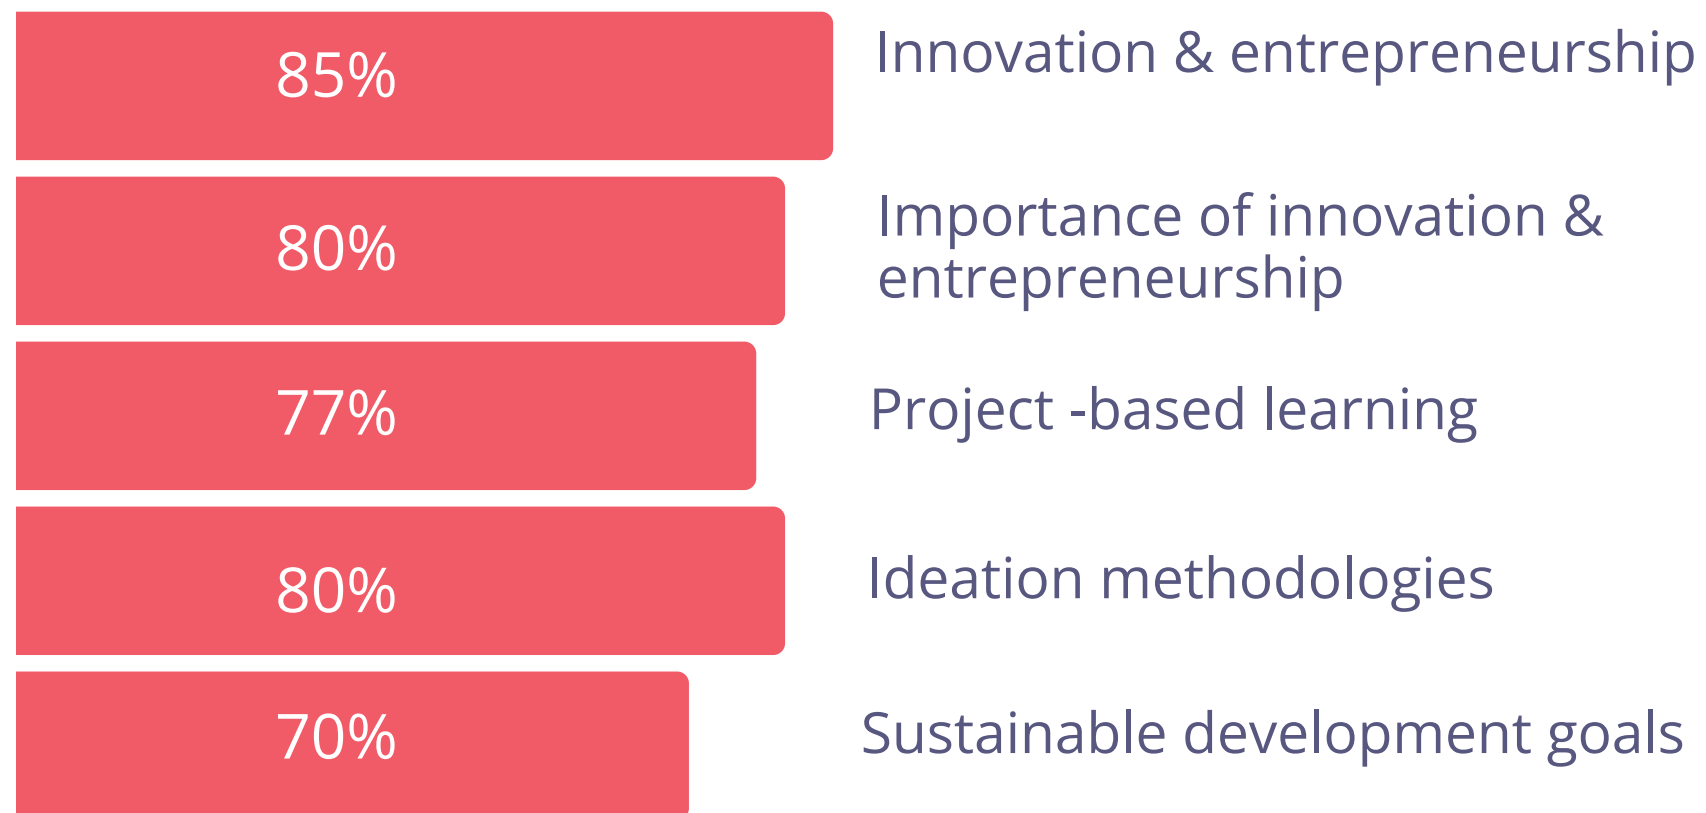 85%
Innovation & entrepreneurship
80%
Importance of innovation &
entrepreneurship
77%
Project -based learning
80%
Ideation methodologies
70%
Sustainable development goals